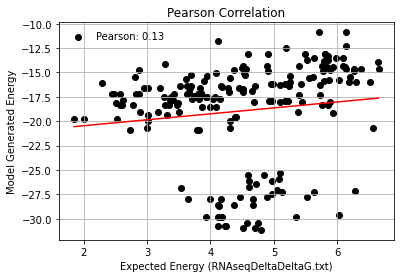 Pearson Correlation
Pearson: 0.13
−10.0
−12.5
−15.0
−17.5
−20.0
−22.5
−25.0
−27.5
−30.0
Model Generated Energy
2 3 4 5 6
Expected Energy (RNAseqDeltaDeltaG.txt)